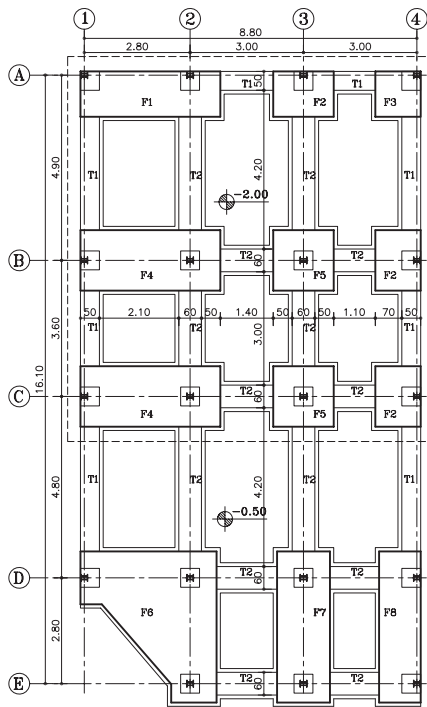 1 2 3 4
8.80
2.80 3.00 3.00
A
F1 T1 50 F2 T1 F3
4.90
T1 T2 4.20 T2 T1
-2.00
B
F4 T2 60 F5 T2 F2
50 2.10 60 50 1.40 50 60 50 1.10 70 50
3.60
T1 T2 3.00 T2 T1
16.10
C
F4 T2 60 F5 T2 F2
4.80
T1 T2 4.20 T2 T1
-0.50
D
T2 60 T2
F6 F7 F8
2.80
E
T2 60 T2